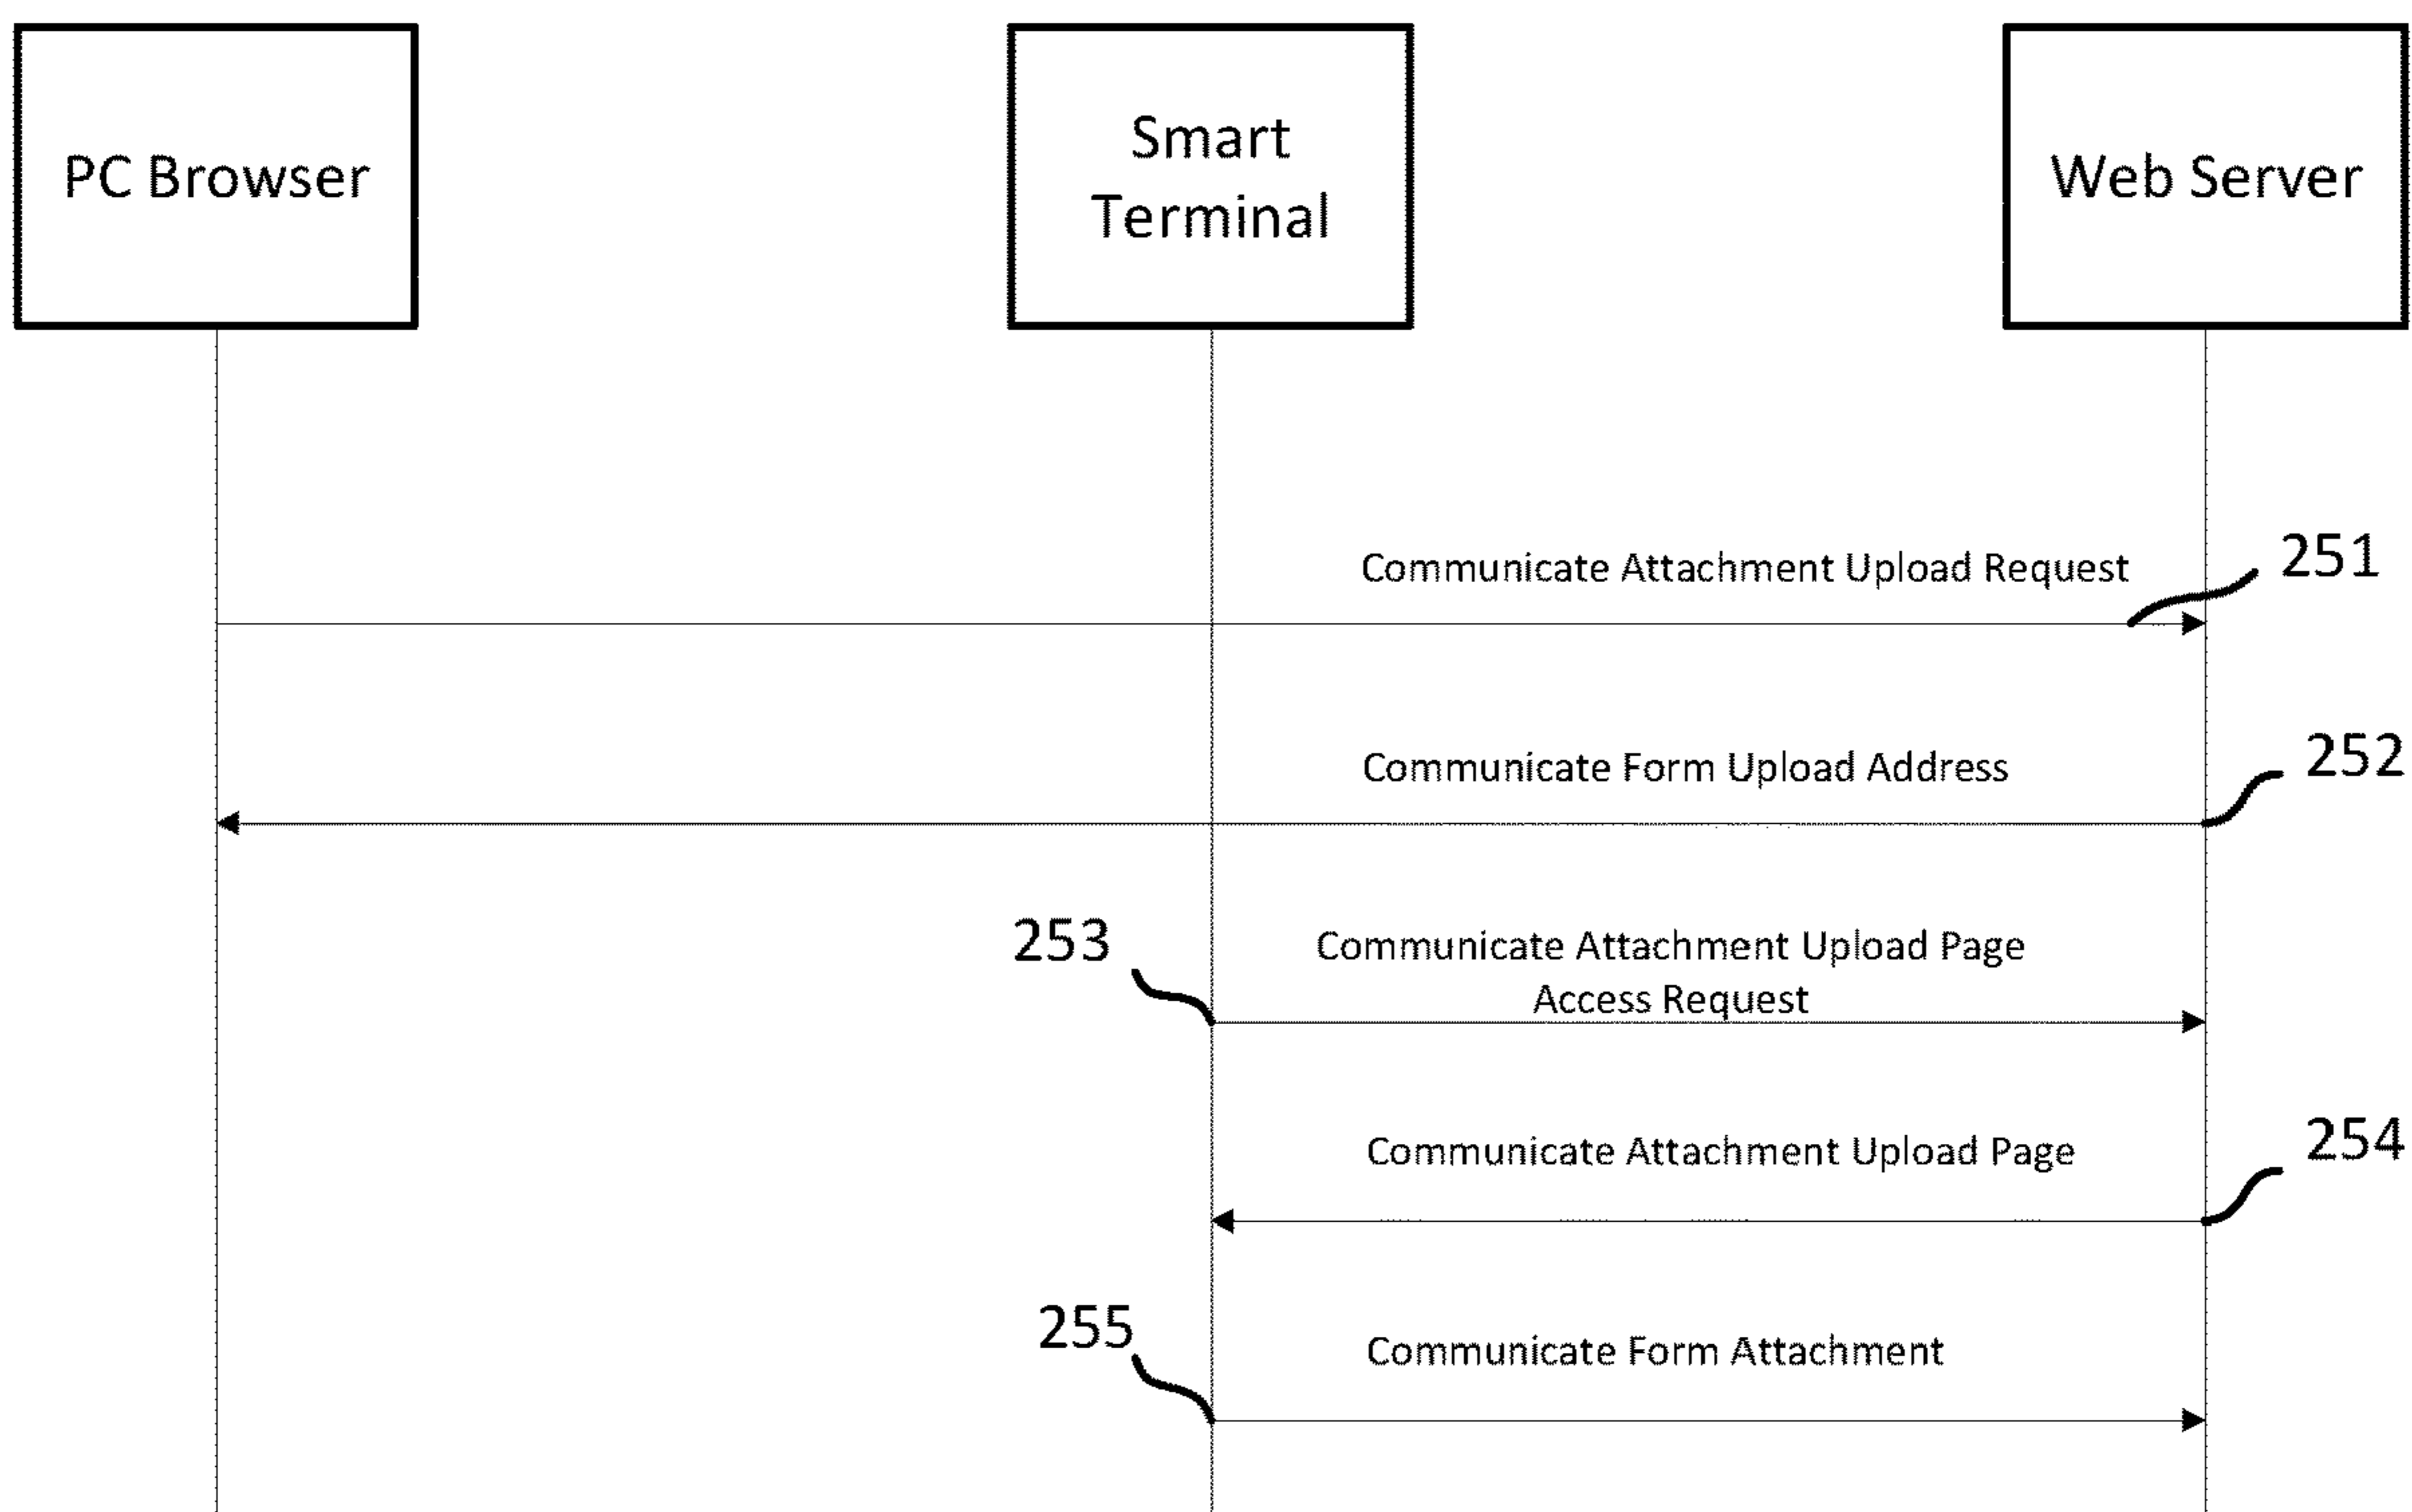 PC Browser
Smart
Terminal
Web Server
Communicate Attachment Upload Request
251
Communicate Form Upload Address
252
253
Communicate Attachment Upload Page
Access Request
Communicate Attachment Upload Page
254
255
Communicate Form Attachment